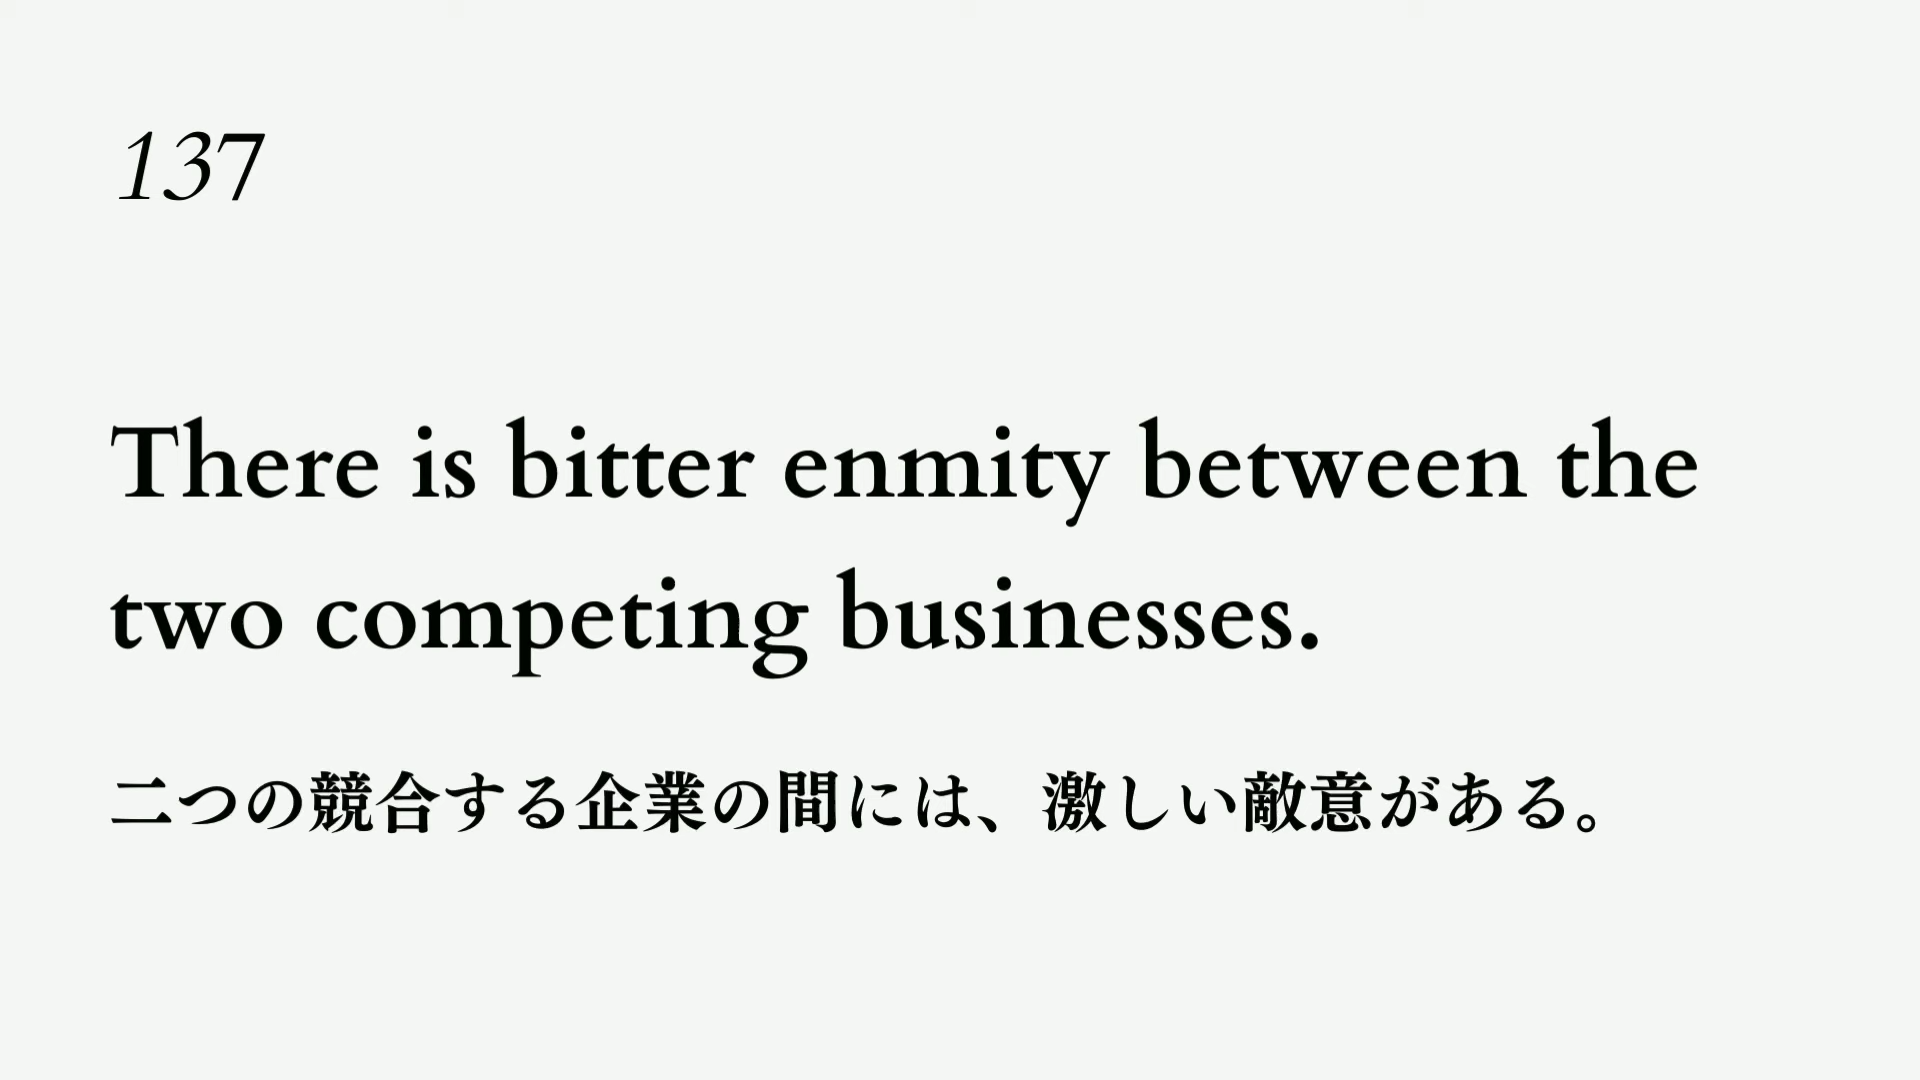 137
There is bitter enmity between the
two competing businesses.
二つの競合する企業の間には、激しい敵意がある。